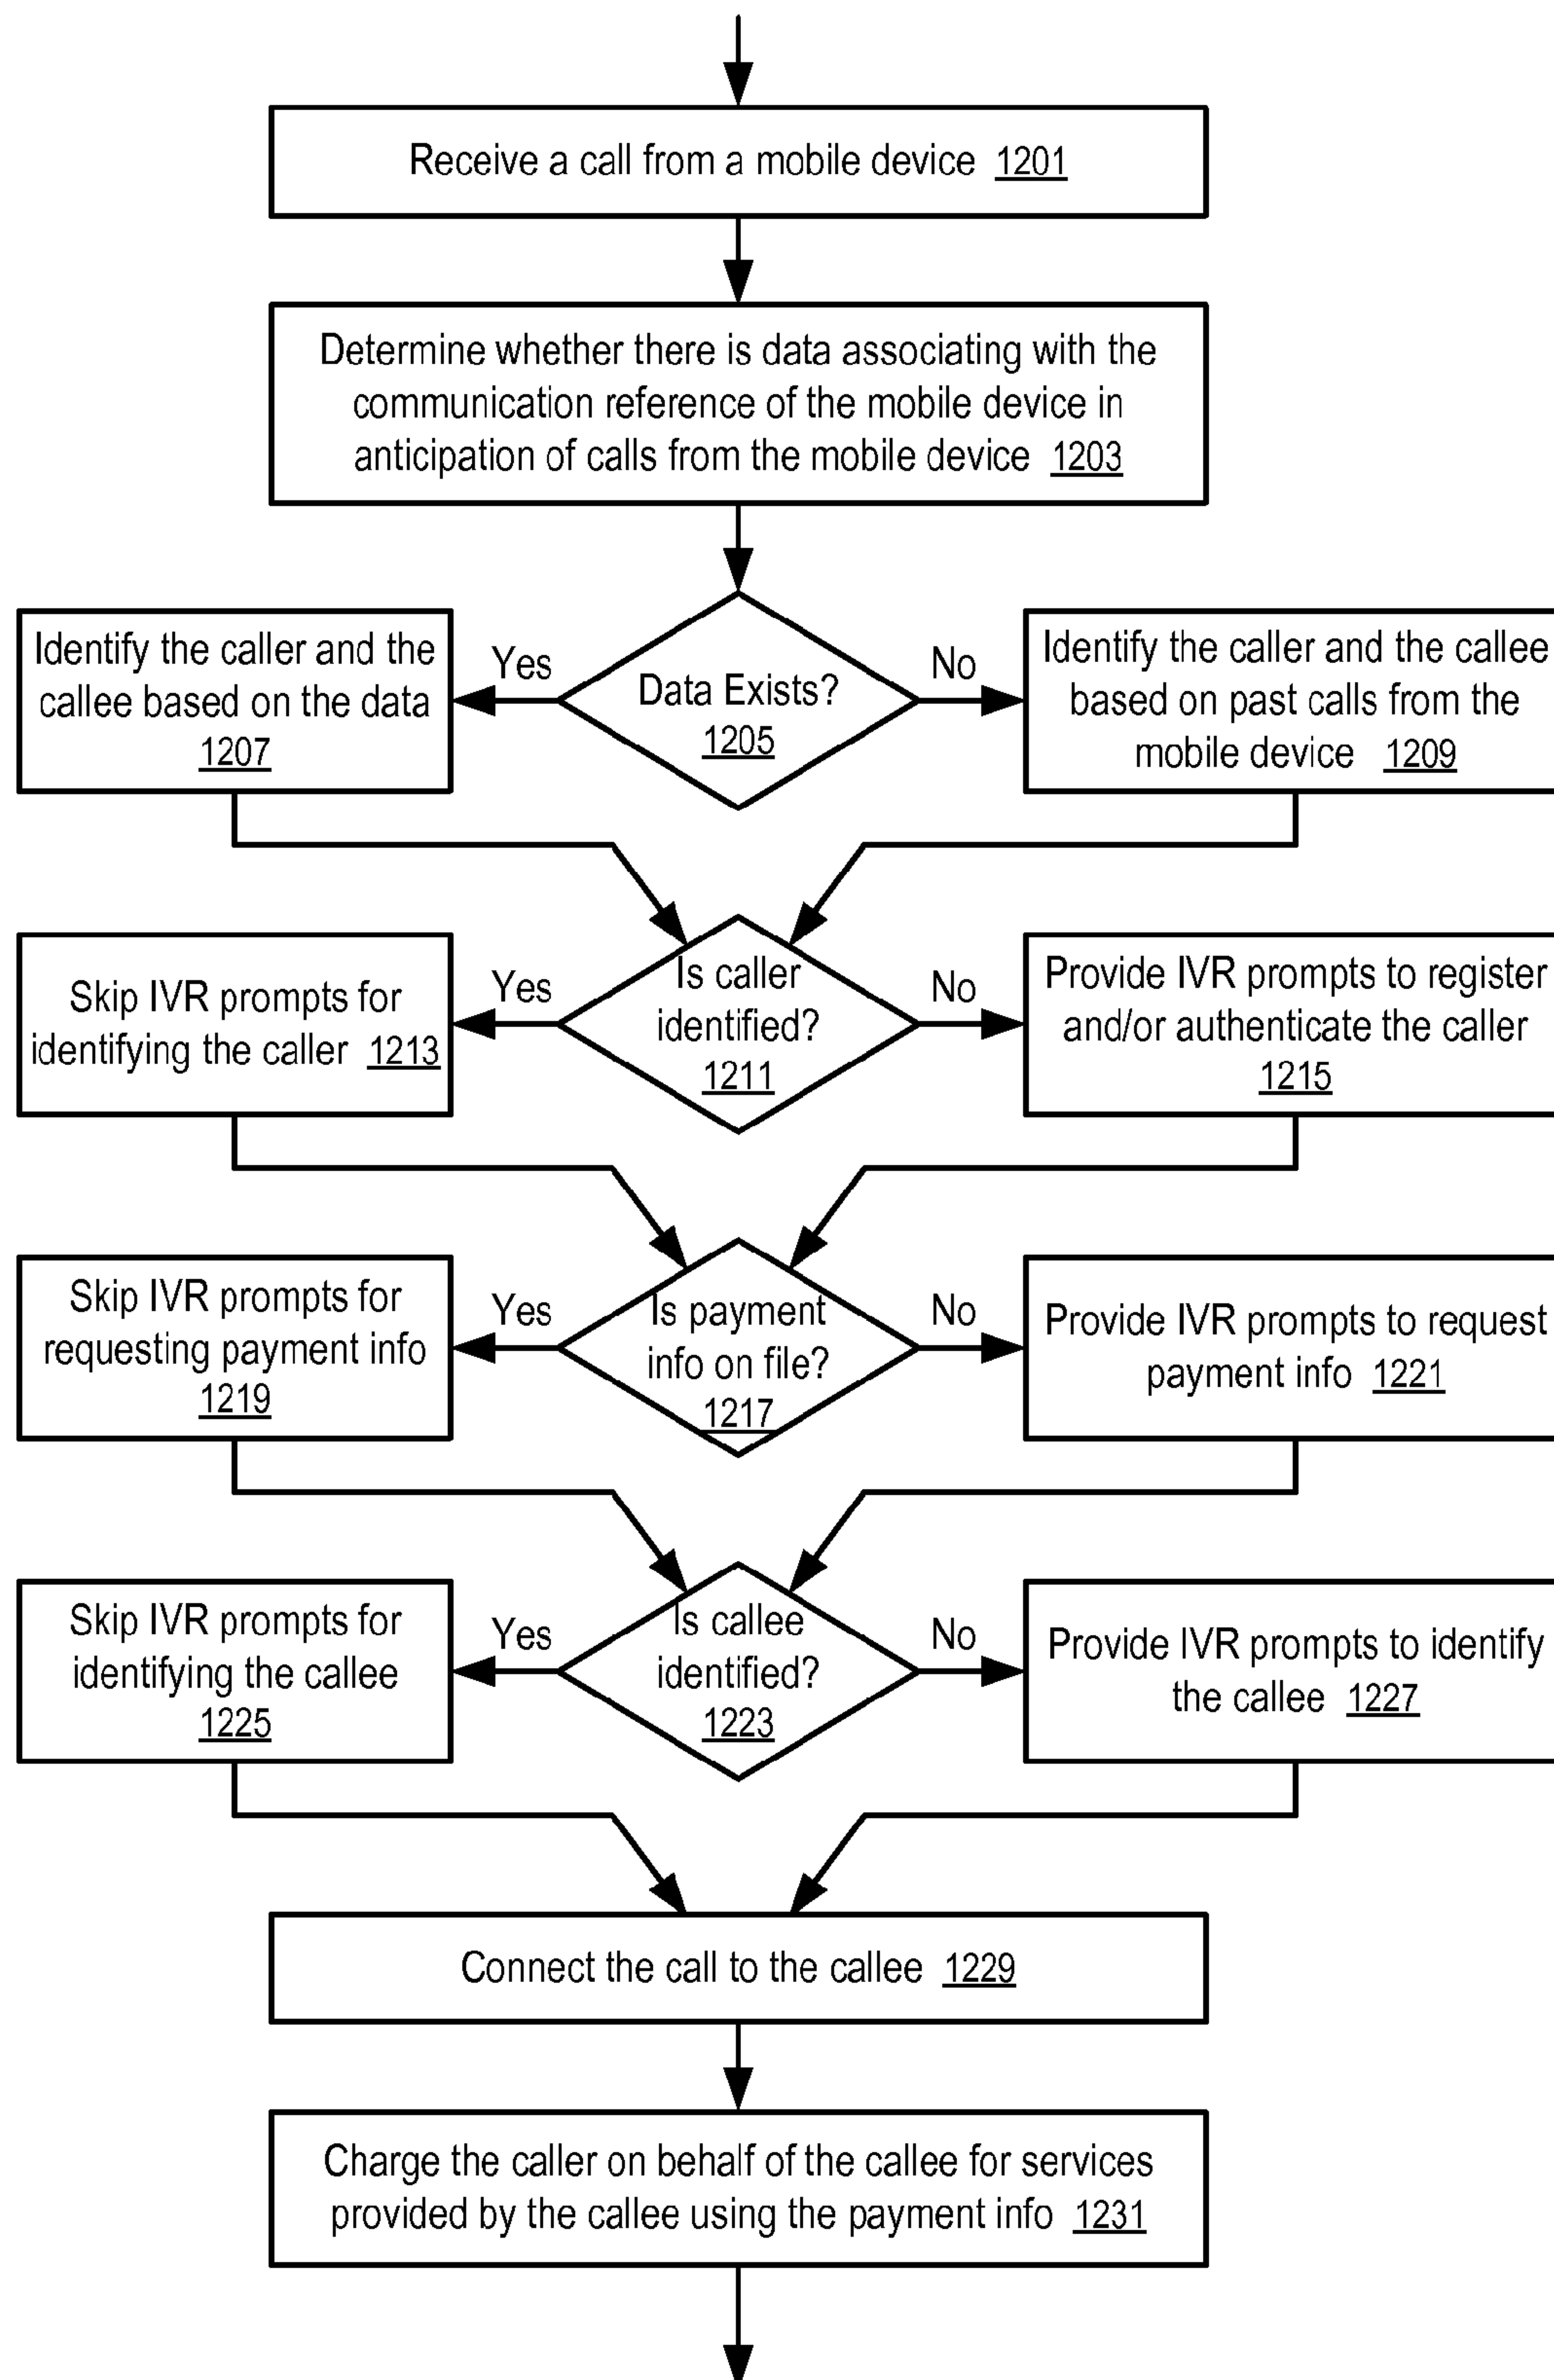 Receive a call from a mobile device 1201
Determine whether there is data associating with the
communication reference of the mobile device in
anticipation of calls from the mobile device 1203
Identify the caller and the
callee based on the data
1207
Yes
Data Exists?
1205
No
Identify the caller and the callee
based on past calls from the
mobile device 1209
Skip IVR prompts for
identifying the caller 1213
Yes
Is caller
identified?
1211
No
Provide IVR prompts to register
and/or authenticate the caller
1215
Skip IVR prompts for
requesting payment info
1219
Yes
Is payment
info on file?
1217
No
Provide IVR prompts to request
payment info 1221
Skip IVR prompts for
identifying the callee
1225
Yes
Is callee
identified?
1223
No
Provide IVR prompts to identify
the callee 1227
Connect the call to the callee 1229
Charge the caller on behalf of the callee for services
provided by the callee using the payment info 1231